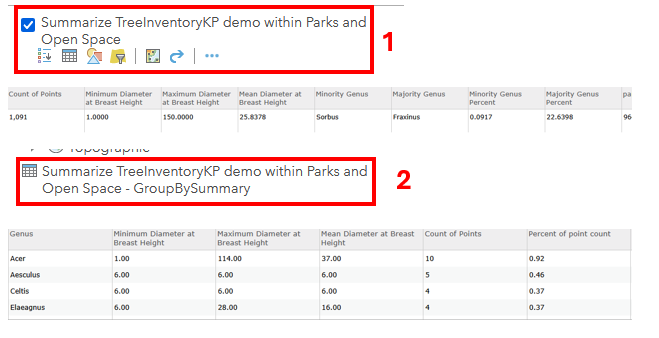 Summarize TreeInventoryKP demo within Parks and
Open Space
1
Count of Points Minimum Diameter at Breast Height Maximum Diameter at Breast Height Mean Diameter at Breast Height Minority Genus Majority Genus Minority Genus Percent Majority Genus Percent pa
1,091 1.0000 150.0000 25.8378 Sorbus Fraxinus 0.0917 22.6398 96
Topographic
Summarize TreeInventoryKP demo within Parks and
Open Space - GroupBySummary
2
Genus Minimum Diameter at Breast Height Maximum Diameter at Breast Height Mean Diameter at Breast Height Count of Points Percent of point count
Acer 1.00 114.00 37.00 10 0.92
Aesculus 6.00 6.00 6.00 5 0.46
Celtis 6.00 6.00 6.00 4 0.37
Elaeagnus 6.00 28.00 16.00 4 0.37